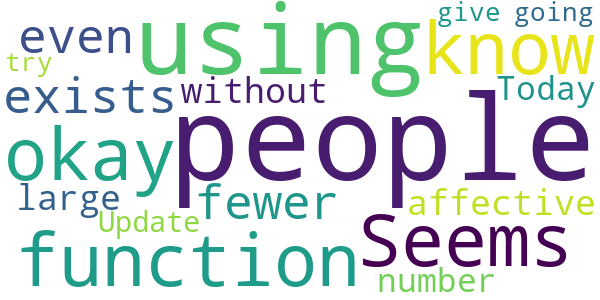 even using give going
try know
exists without Today
okay people
large fewer affective
Update Seems
function number